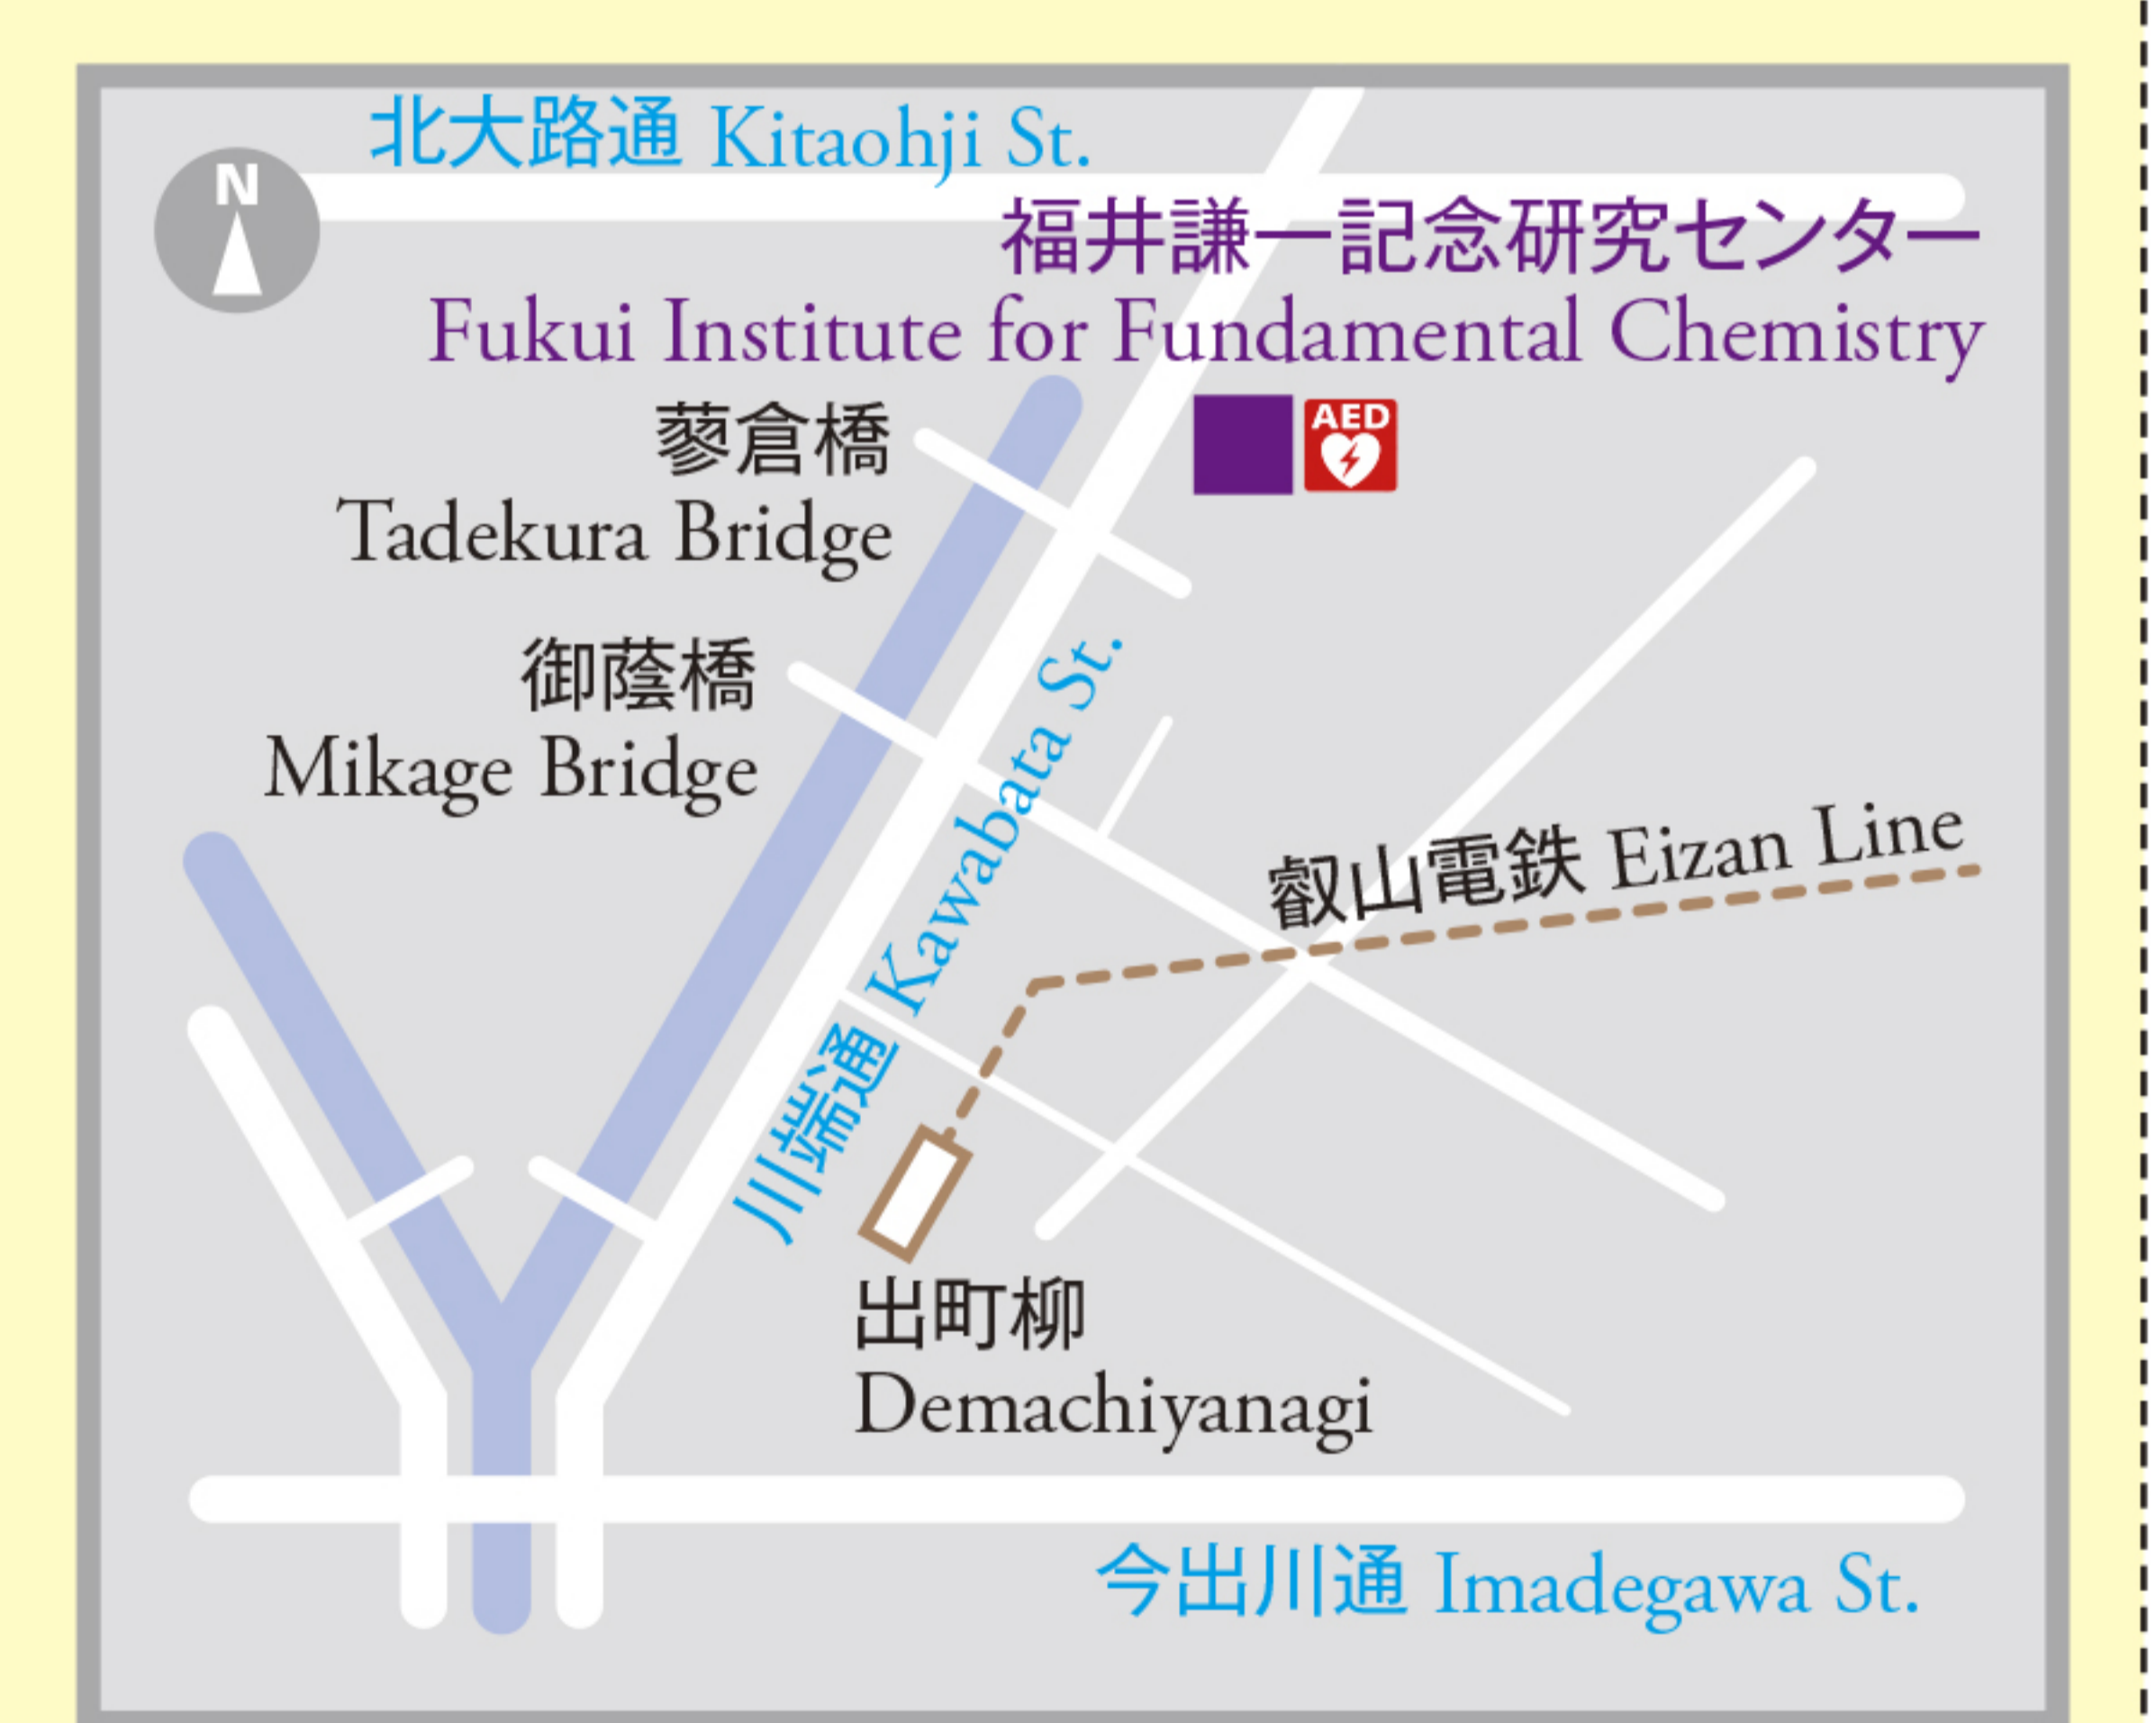 北大路通 Kitaohji St.
N
福井謙一記念研究センター
Fukui Institute for Fundamental Chemistry
AED
蓼倉橋
Tadekura Bridge
御蔭橋
Mikage Bridge
川端通 Kawabata St.
叡山電鉄 Eizan Line
出町柳
Demachiyanagi
今出川通 Imadegawa St.